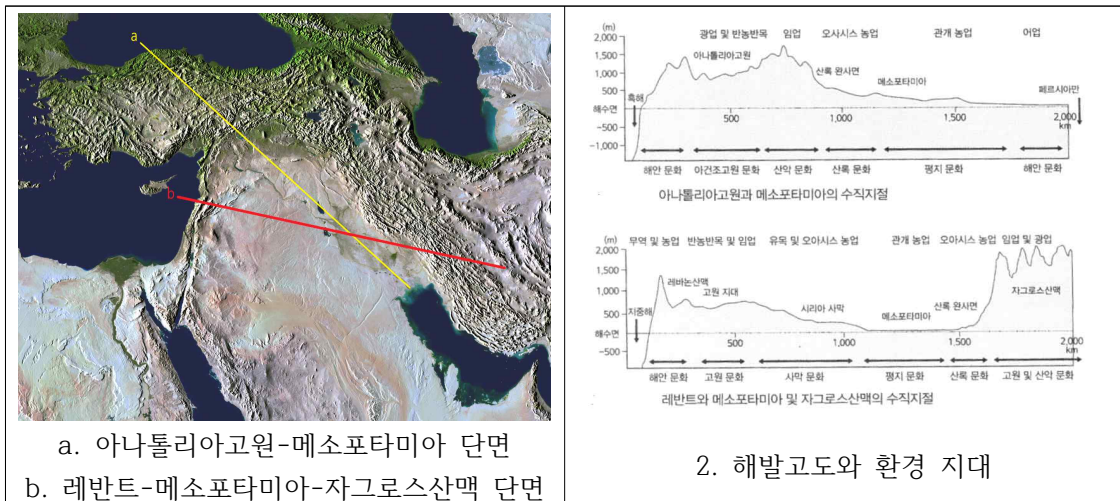 a
b
a. 아나톨리아고원-메소포타미아 단면
b. 레반트-메소포타미아-자그로스산맥 단면
(m) 광업 및 반농반목 임업 오사시스 농업 관개 농업 어업
2,000
1,500
1,000
500
해수면
-500
-1,000
아나톨리아고원
산록 완사면
메소포타미아
흑해
페르시아만
500 1,000 1,500 2,000
km
해안 문화 아건조고원 문화 산악 문화 산록 문화 평지 문화 해안 문화
아나톨리아고원과 메소포타미아의 수직지절
무역 및 농업 반농반목 및 임업 유목 및 오아시스 농업 관개 농업 오아시스 농업 임업 및 광업
(m)
2,000
1,500
1,000
500
해수면
-500
레바논산맥
고원 지대
시리아 사막
메소포타미아
산록 완사면
자그로스산맥
지중해
500 1,000 1,500 2,000
km
해안 문화 고원 문화 사막 문화 평지 문화 산록 문화 고원 및 산악 문화
레반트와 메소포타미아 및 자그로스산맥의 수직지절
2. 해발고도와 환경 지대